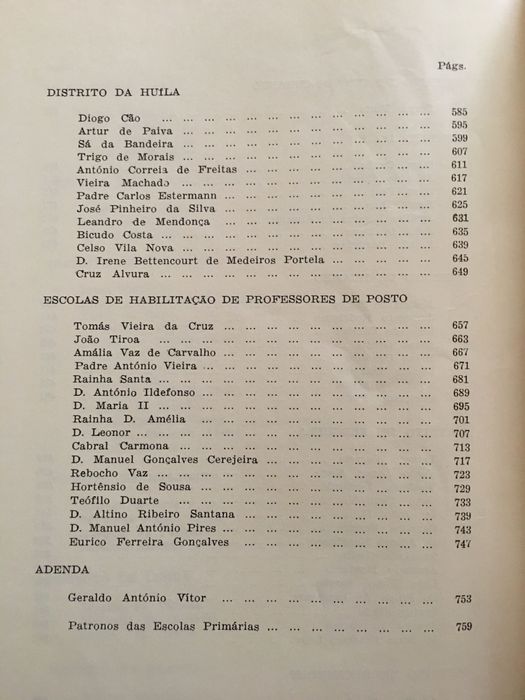 Págs.
DISTRITO DA HUILA
Diogo Cão ... ... ... ... ... ... ... ... ... ... ... ... ... 585
Artur de Paiva ... ... ... ... ... ... ... ... ... ... ... ... 595
Sá da Bandeira ... ... ... ... ... ... ... ... ... ... ... ... 599
Trigo de Morais ... ... ... ... ... ... ... ... ... ... ... ... 607
António Correia de Freitas ... ... ... ... ... ... ... ... ... 611
Vieira Machado ... ... ... ... ... ... ... ... ... ... ... ... 617
Padre Carlos Estermann ... ... ... ... ... ... ... ... ... ... 621
José Pinheiro da Silva ... ... ... ... ... ... ... ... ... ... 625
Leandro de Mendonça ... ... ... ... ... ... ... ... ... ... 631
Bicudo Costa ... ... ... ... ... ... ... ... ... ... ... ... 635
Celso Vila Nova ... ... ... ... ... ... ... ... ... ... ... ... 639
D. Irene Bettencourt de Medeiros Portela ... ... ... ... ... 645
Cruz Alvura ... ... ... ... ... ... ... ... ... ... ... ... ... 649
ESCOLAS DE HABILITAÇÃO DE PROFESSORES DE POSTO
Tomás Vieira da Cruz ... ... ... ... ... ... ... ... ... ... 657
João Tiroa ... ... ... ... ... ... ... ... ... ... ... ... ... 663
Amália Vaz de Carvalho ... ... ... ... ... ... ... ... ... ... 667
Padre António Vieira ... ... ... ... ... ... ... ... ... ... ... 671
Rainha Santa ... ... ... ... ... ... ... ... ... ... ... ... ... 681
D. António Ildefonso ... ... ... ... ... ... ... ... ... ... ... 689
D. Maria II ... ... ... ... ... ... ... ... ... ... ... ... ... 695
Rainha D. Amélia ... ... ... ... ... ... ... ... ... ... ... 701
D. Leonor ... ... ... ... ... ... ... ... ... ... ... ... ... ... 707
Cabral Carmona ... ... ... ... ... ... ... ... ... ... ... ... 713
D. Manuel Gonçalves Cerejeira ... ... ... ... ... ... ... ... 717
Rebocho Vaz ... ... ... ... ... ... ... ... ... ... ... ... ... 723
Hortênsio de Sousa ... ... ... ... ... ... ... ... ... ... ... 729
Teófilo Duarte ... ... ... ... ... ... ... ... ... ... ... ... 733
D. Altino Ribeiro Santana ... ... ... ... ... ... ... ... ... 739
D. Manuel António Pires ... ... ... ... ... ... ... ... ... ... 743
Eurico Ferreira Gonçalves ... ... ... ... ... ... ... ... ... 747
ADENDA
Geraldo António Vítor ... ... ... ... ... ... ... ... ... ... 753
Patronos das Escolas Primárias ... ... ... ... ... ... ... ... 759